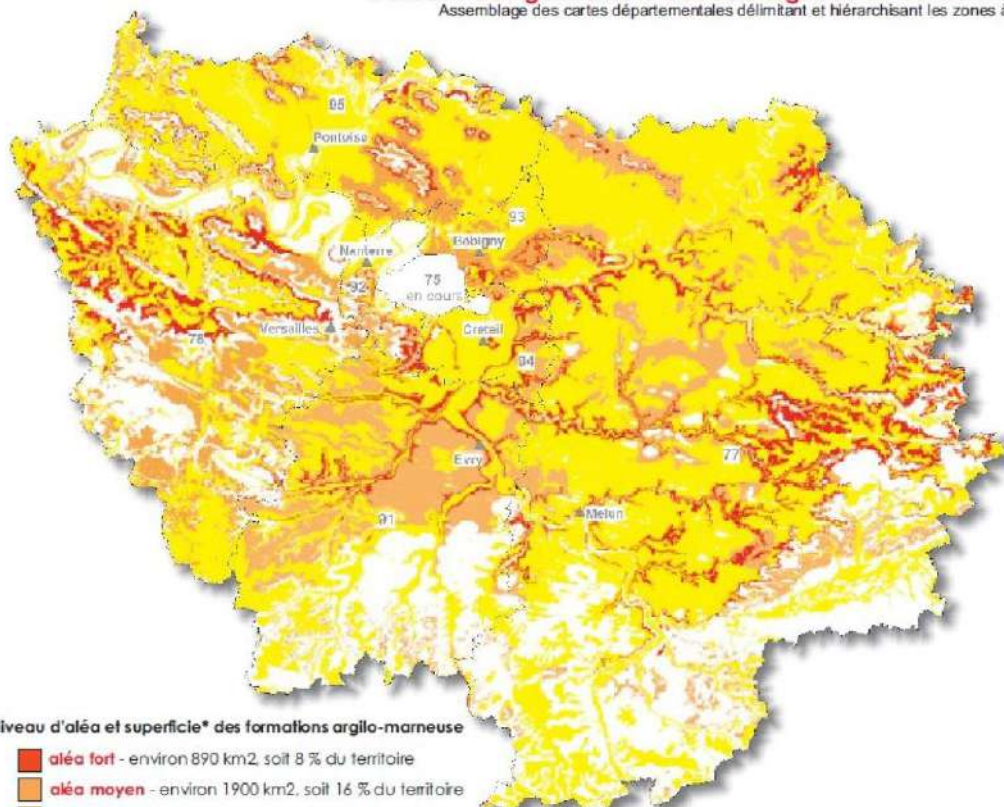 Assemblage des cartes départementales délimitant et hiérarchisant les zones à
95
Pontoise
93
Bobigny
Nanterre
75
en cours
92
Versailles
78
Créteil
94
Evry
77
91
Melun
iveau d'aléa et superficie* des formations argilo-marneuse
aléa fort - environ 890 km2, soit 8 % du territoire
aléa moyen - environ 1900 km2, soit 16 % du territoire